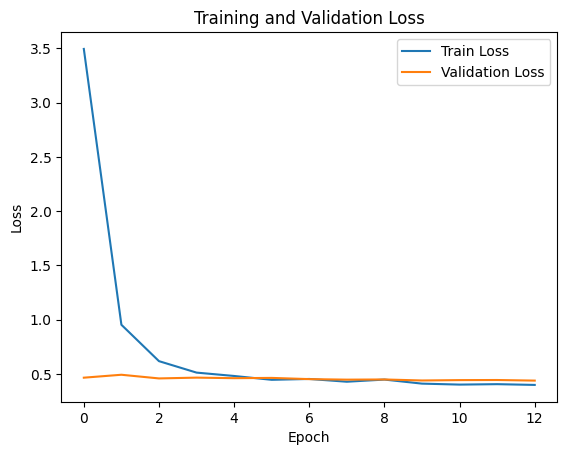 Training and Validation Loss
Train Loss
Validation Loss
Loss
3.5
3.0
2.5
2.0
1.5
1.0
0.5
0 2 4 6 8 10 12
Epoch